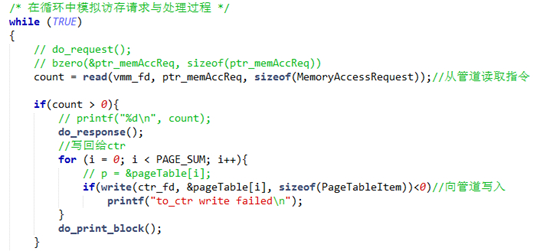 /* 在循环中模拟访存请求与处理过程 */
while (TRUE)
{
// do_request();
// bzero(&ptr_memAccReq, sizeof(ptr_memAccReq))
count = read(vmm_fd, ptr_memAccReq, sizeof(MemoryAccessRequest));//从管道读取指令
if(count > 0){
// printf("%d\n", count);
do_response();
//写回给ctr
for (i = 0; i < PAGE_SUM; i++){
// p = &pageTable[i];
if(write(ctr_fd, &pageTable[i], sizeof(PageTableItem))<0)//向管道写入
printf("to_ctr write failed\n");
}
do_print_block();
}